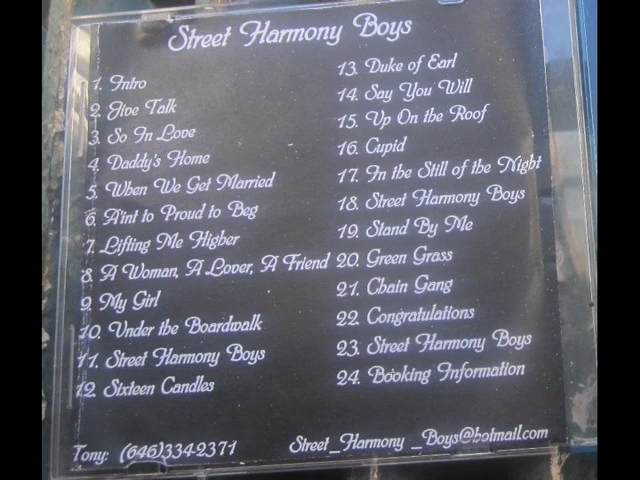 Street Harmony Boys
1. Intro
2. Jive Talk
3. So In Love
4. Daddy's Home
5. When We Get Married
6. A'int to Proud to Beg
7. Lifting Me Higher
8. A Woman, A Lover, A Friend
9. My Girl
10. Under the Boardwalk
11. Street Harmony Boys
12. Sixteen Candles
13. Duke of Earl
14. Say You Will
15. Up On the Roof
16. Cupid
17. In the Still of the Night
18. Street Harmony Boys
19. Stand By Me
20. Green Grass
21. Chain Gang
22. Congratulations
23. Street Harmony Boys
24. Booking Information
Tony: (646)334-2371
Street_Harmony_Boys@hotmail.com